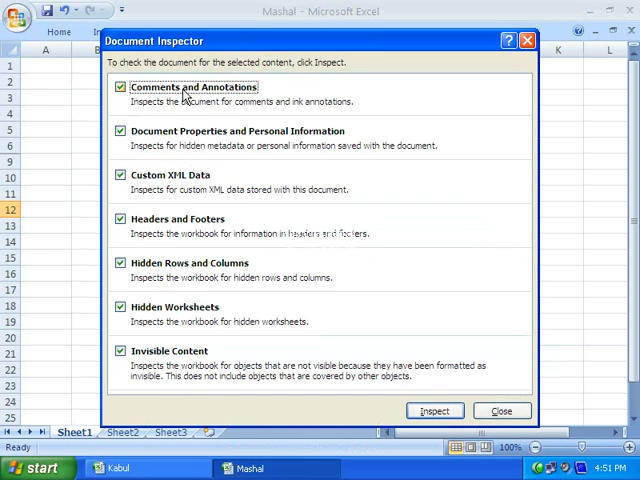 Mashal - Microsoft Excel
Home
Document Inspector
To check the document for the selected content, click Inspect.
Comments and Annotations
Inspects the document for comments and ink annotations.
Document Properties and Personal Information
Inspects for hidden metadata or personal information saved with the document.
Custom XML Data
Inspects for custom XML data stored with this document.
Headers and Footers
Inspects the workbook for information in headers and footers.
Hidden Rows and Columns
Inspects the workbook for hidden rows and columns.
Hidden Worksheets
Inspects the workbook for hidden worksheets.
Invisible Content
Inspects the workbook for objects that are not visible because they have been formatted as
invisible. This does not include objects that are covered by other objects.
Inspect Close
A B K L
1
2
3
4
5
6
9
10
11
12
13
14
15
16
17
18
19
20
21
22
23
24
25
Sheet1 Sheet2 Sheet3
Ready 100%
start Kabul Mashal 4:51 PM